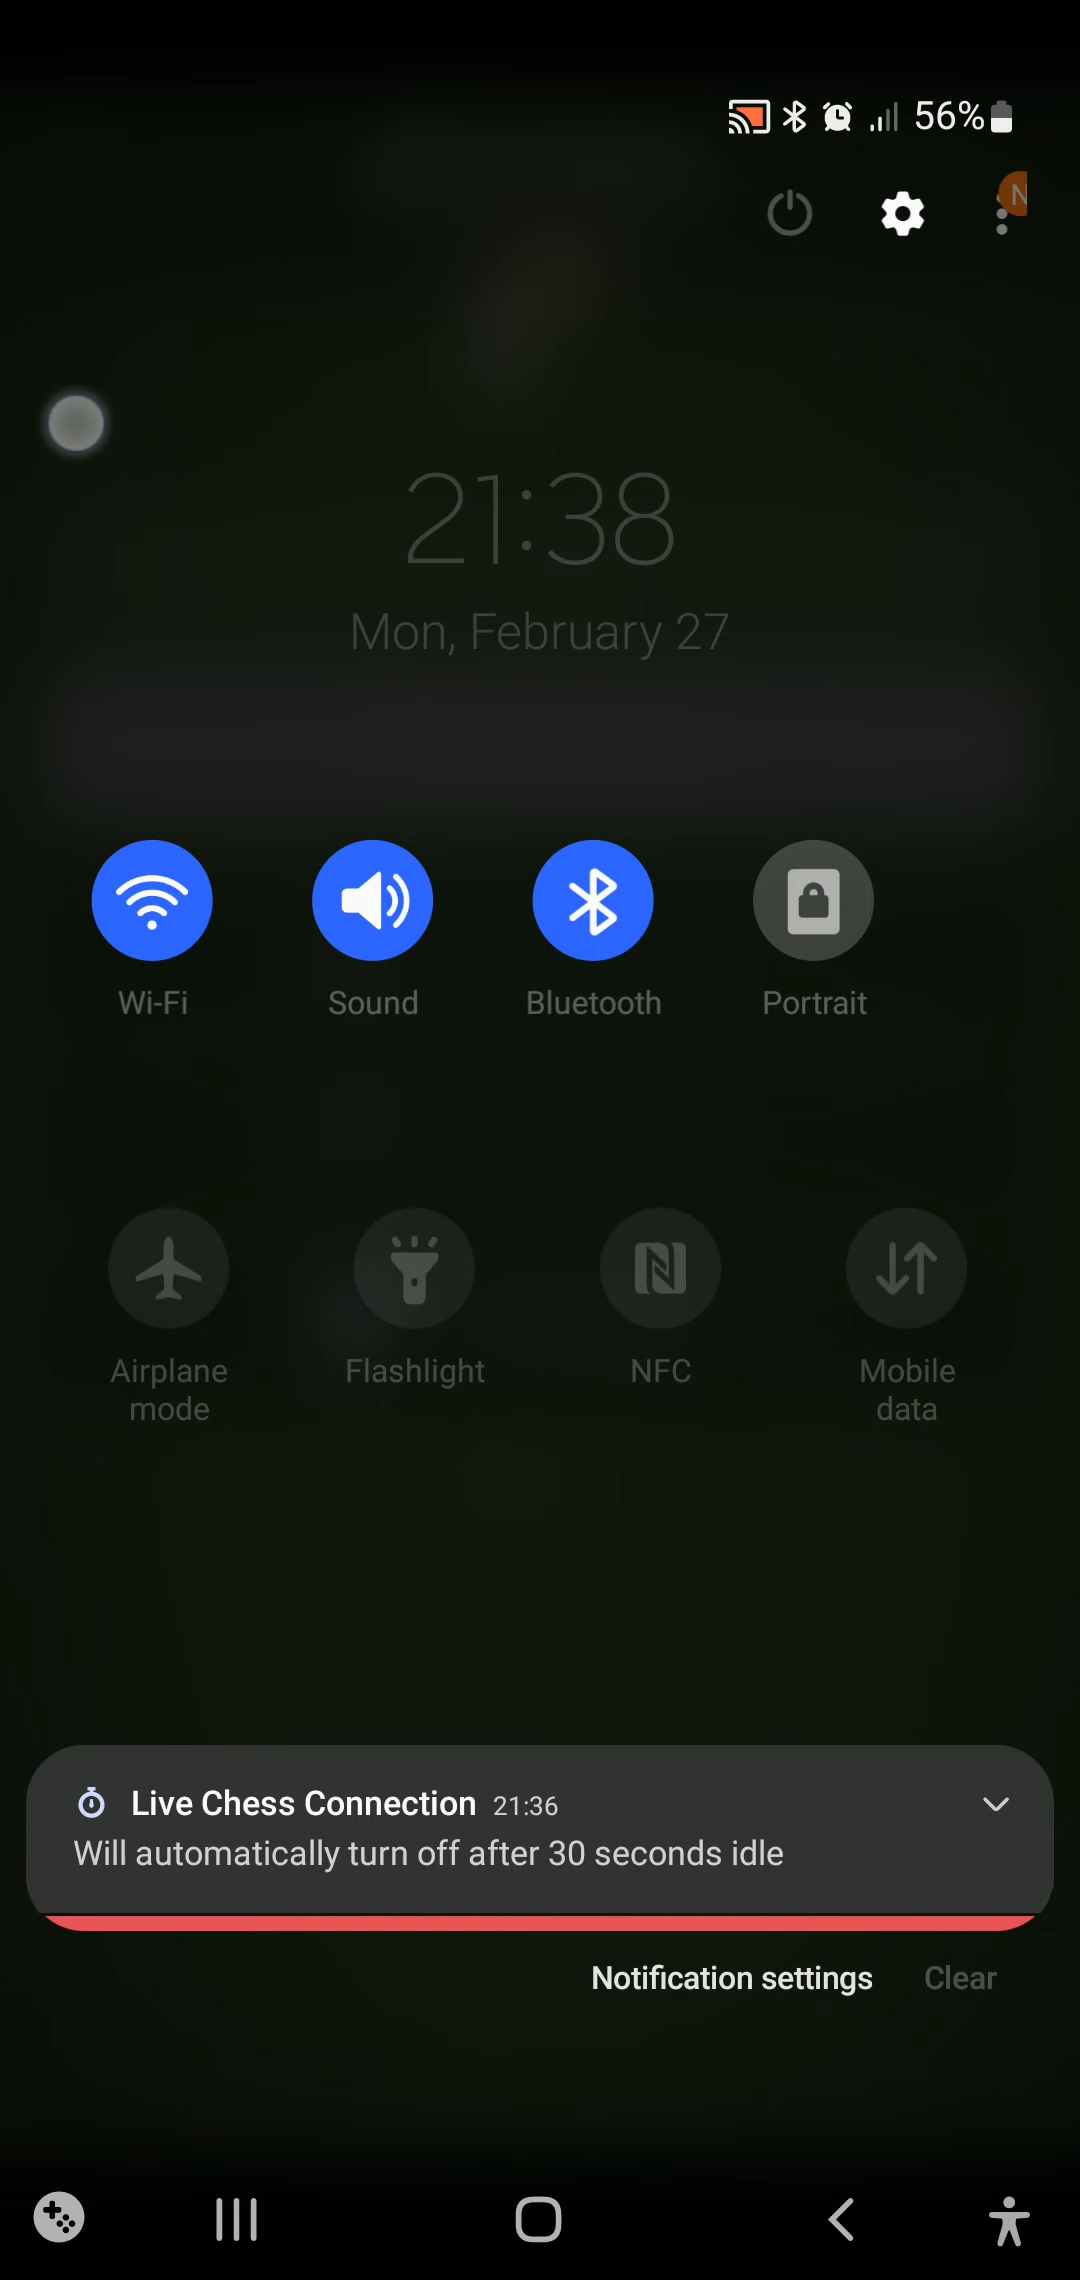 56%
N
21:38
Mon, February 27
Wi-Fi Sound Bluetooth Portrait
Airplane mode Flashlight NFC Mobile data
Live Chess Connection 21:36
Will automatically turn off after 30 seconds idle
Notification settings Clear